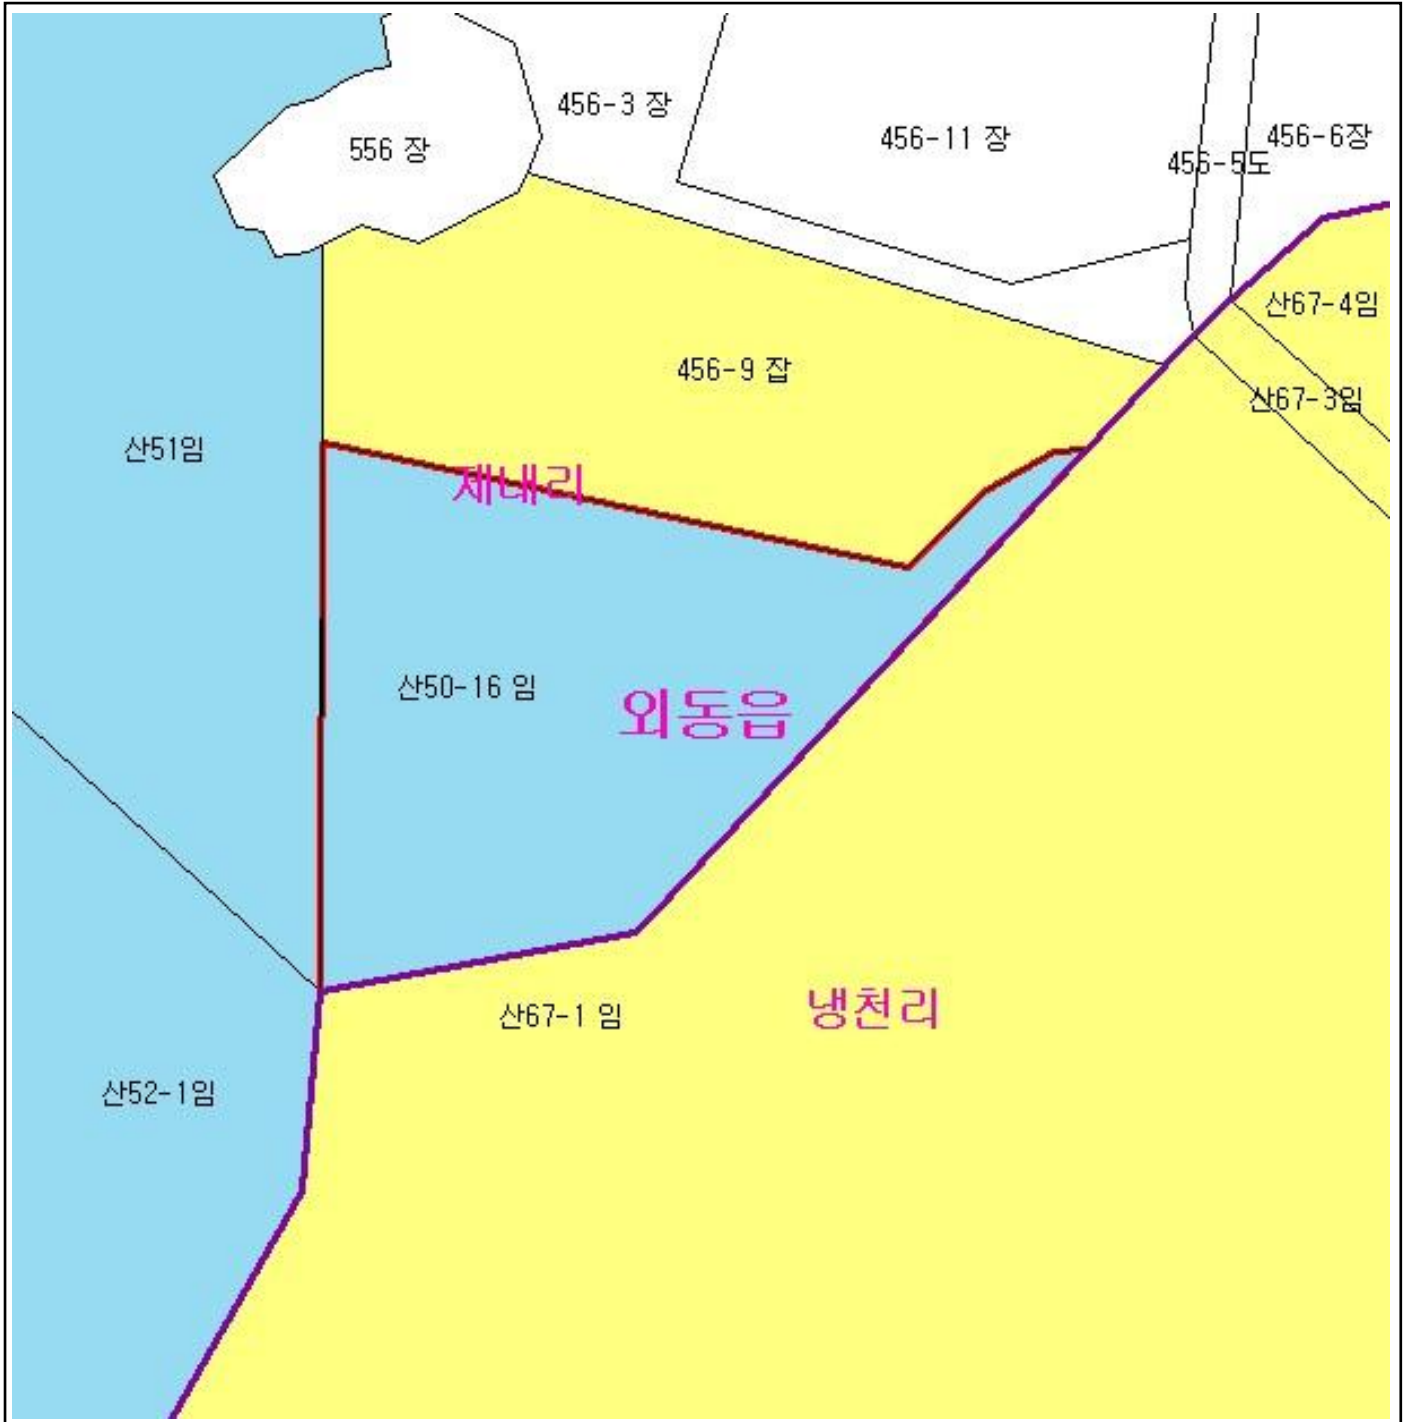 456-3 장
456-11 장
456-6장
556 장
456-5도
산67-4임
456-9 잡
산67-3임
산51임
제내리
산50-16 임
외동읍
냉천리
산67-1 임
산52-1임